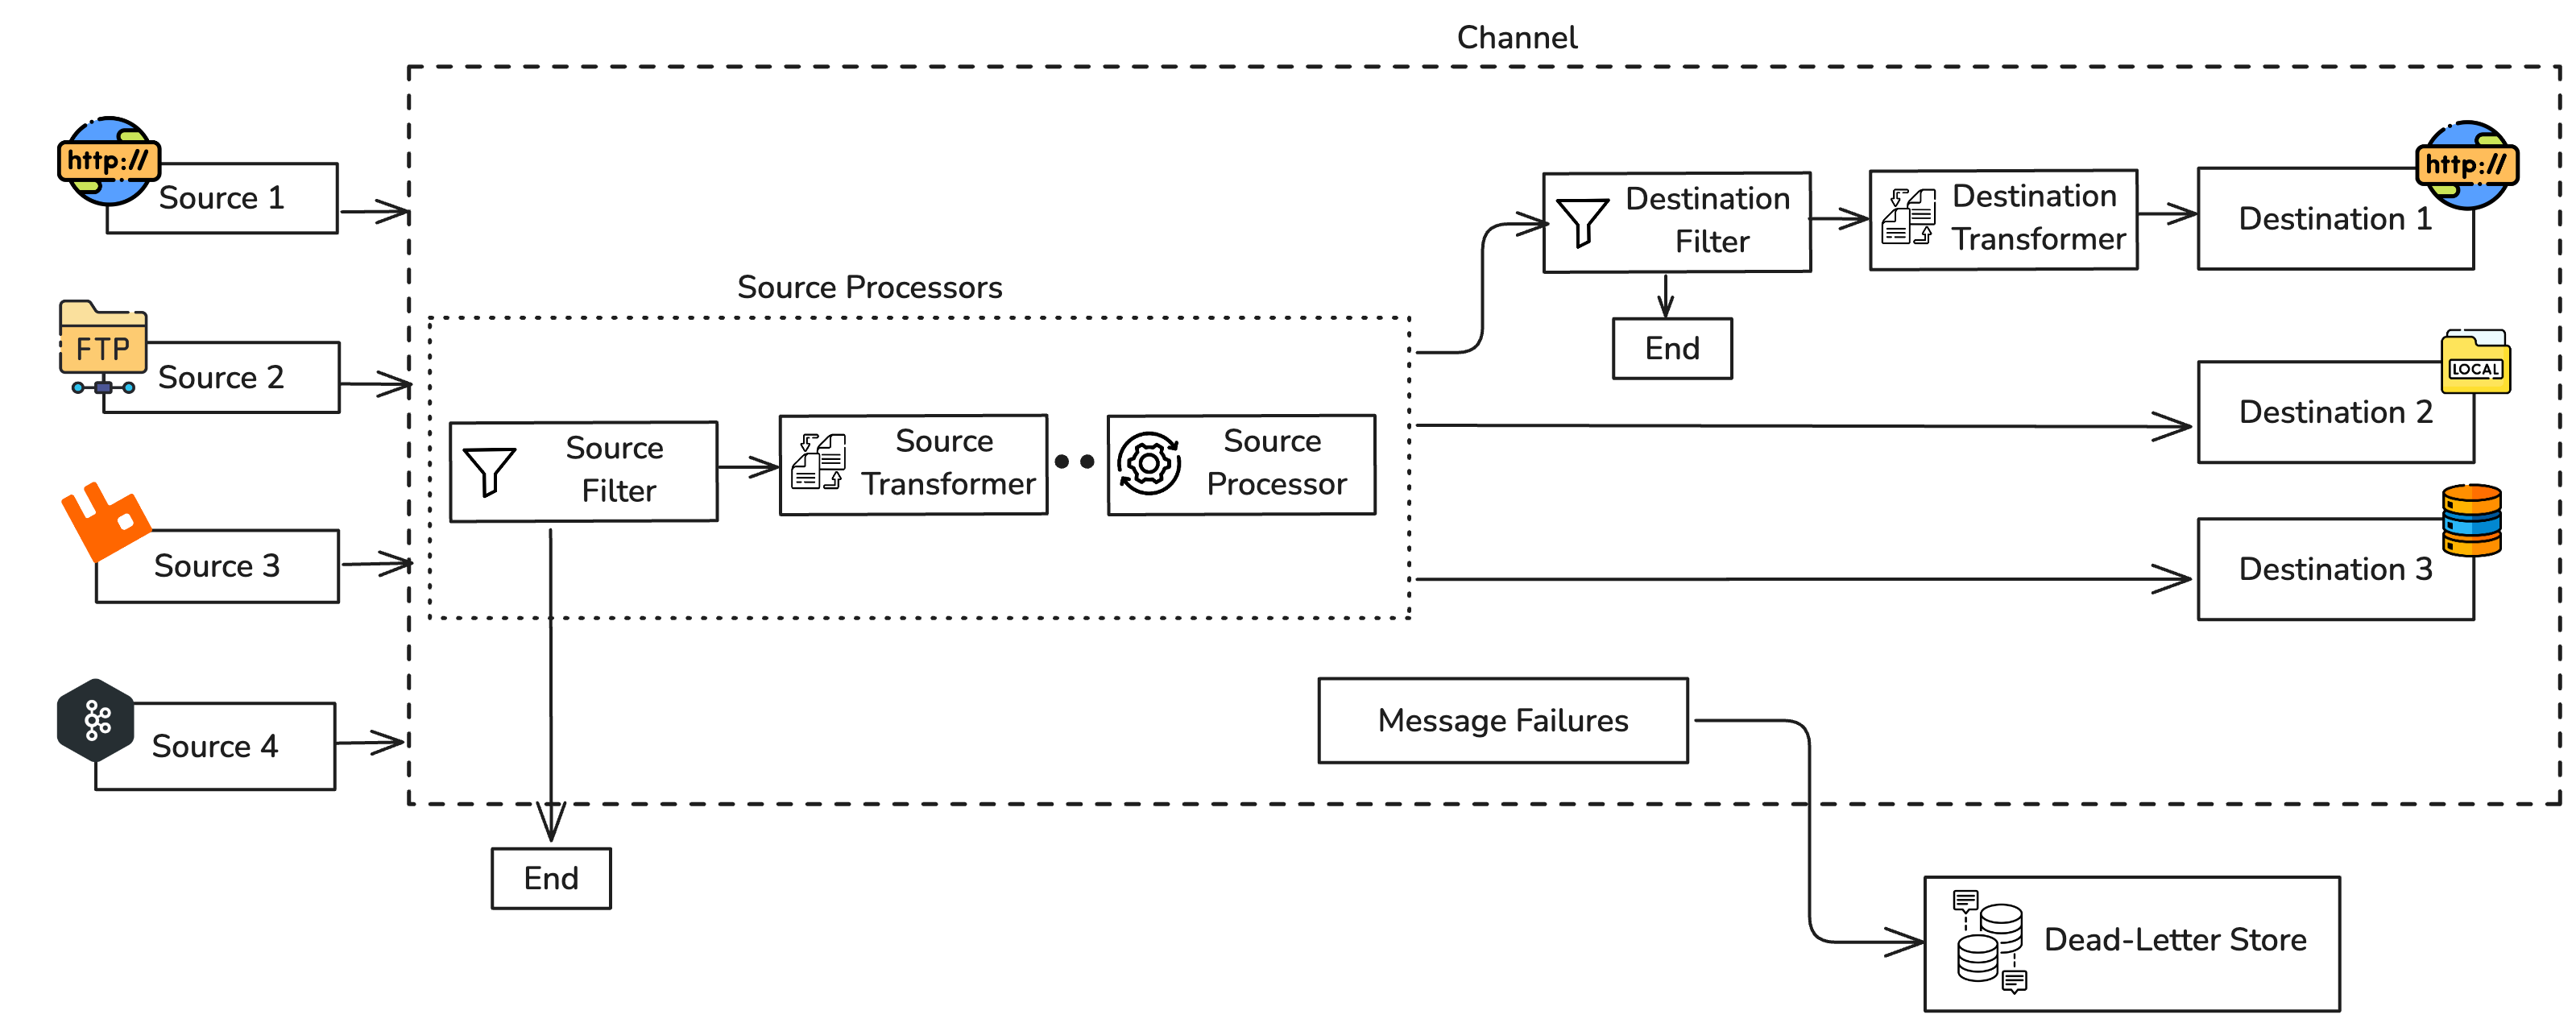 Channel
http://
Source 1
FTP
Source 2
Source 3
Source 4
Source Processors
Source
Filter
Source
Transformer
Source
Processor
End
Destination
Filter
End
Destination
Transformer
http://
Destination 1
LOCAL
Destination 2
Destination 3
Message Failures
Dead-Letter Store